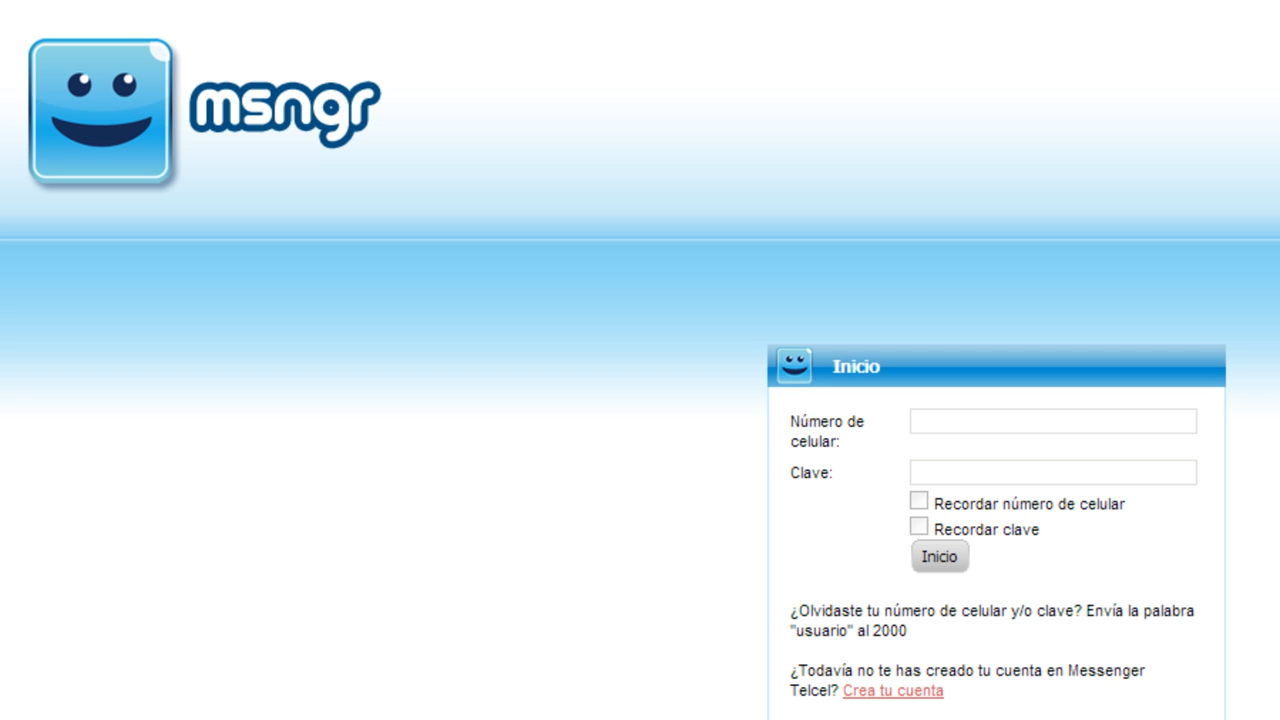 msngr
Inicio
Número de
celular:
Clave:
Recordar número de celular
Recordar clave
Inicio
¿Olvidaste tu número de celular y/o clave? Envía la palabra
"usuario" al 2000
¿Todavía no te has creado tu cuenta en Messenger
Telcel? Crea tu cuenta